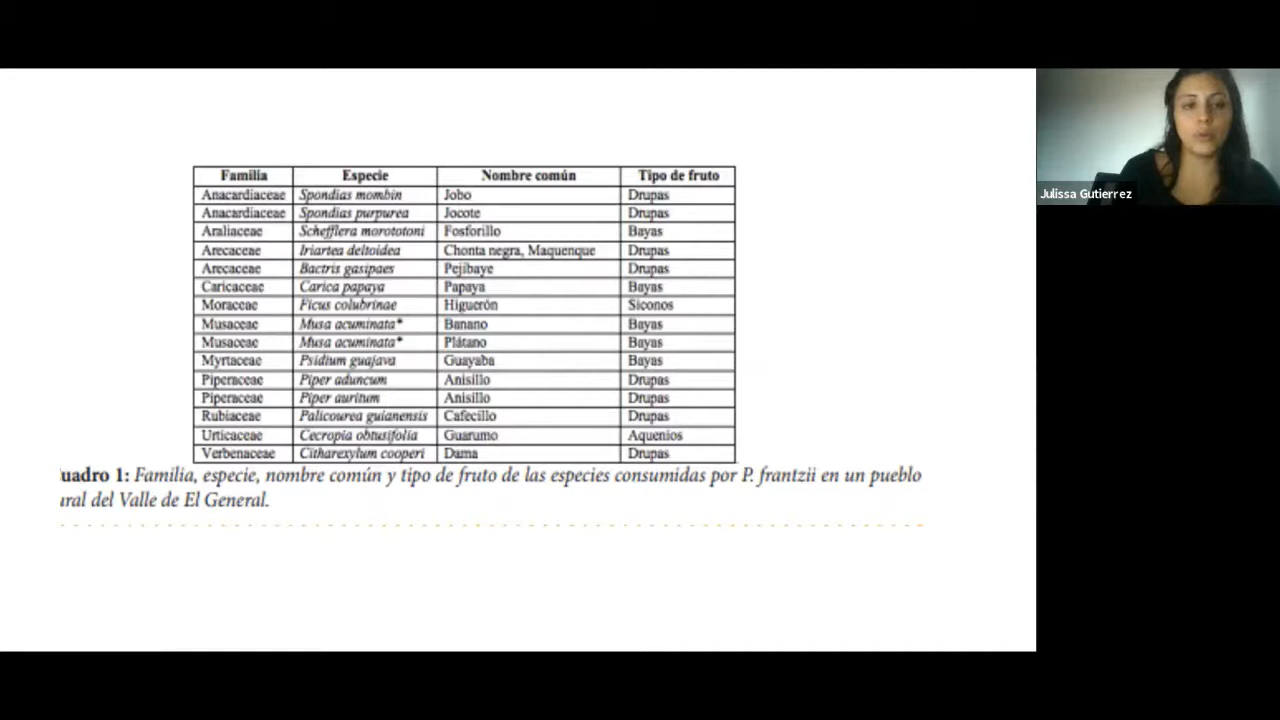 Familia Especie Nombre común Tipo de fruto
Anacardiaceae Spondias mombin Jobo Drupas
Anacardiaceae Spondias purpurea Jocote Drupas
Araliaceae Schefflera morototoni Fosforillo Bayas
Arecaceae Iriartea deltoidea Chonta negra, Maquenque Drupas
Arecaceae Bactris gasipaes Pejibaye Drupas
Caricaceae Carica papaya Papaya Bayas
Moraceae Ficus colubrinae Higuerón Siconos
Musaceae Musa acuminata* Banano Bayas
Musaceae Musa acuminata* Plátano Bayas
Myrtaceae Psidium guajava Guayaba Bayas
Piperaceae Piper aduncum Anisillo Drupas
Piperaceae Piper auritum Anisillo Drupas
Rubiaceae Palicourea guianensis Cafecillo Drupas
Urticaceae Cecropia obtusifolia Guarumo Aquenios
Verbenaceae Citharexylum cooperi Dama Drupas
uadro 1: Familia, especie, nombre común y tipo de fruto de las especies consumidas por P. frantzii en un pueblo
ural del Valle de El General.
Julissa Gutierrez